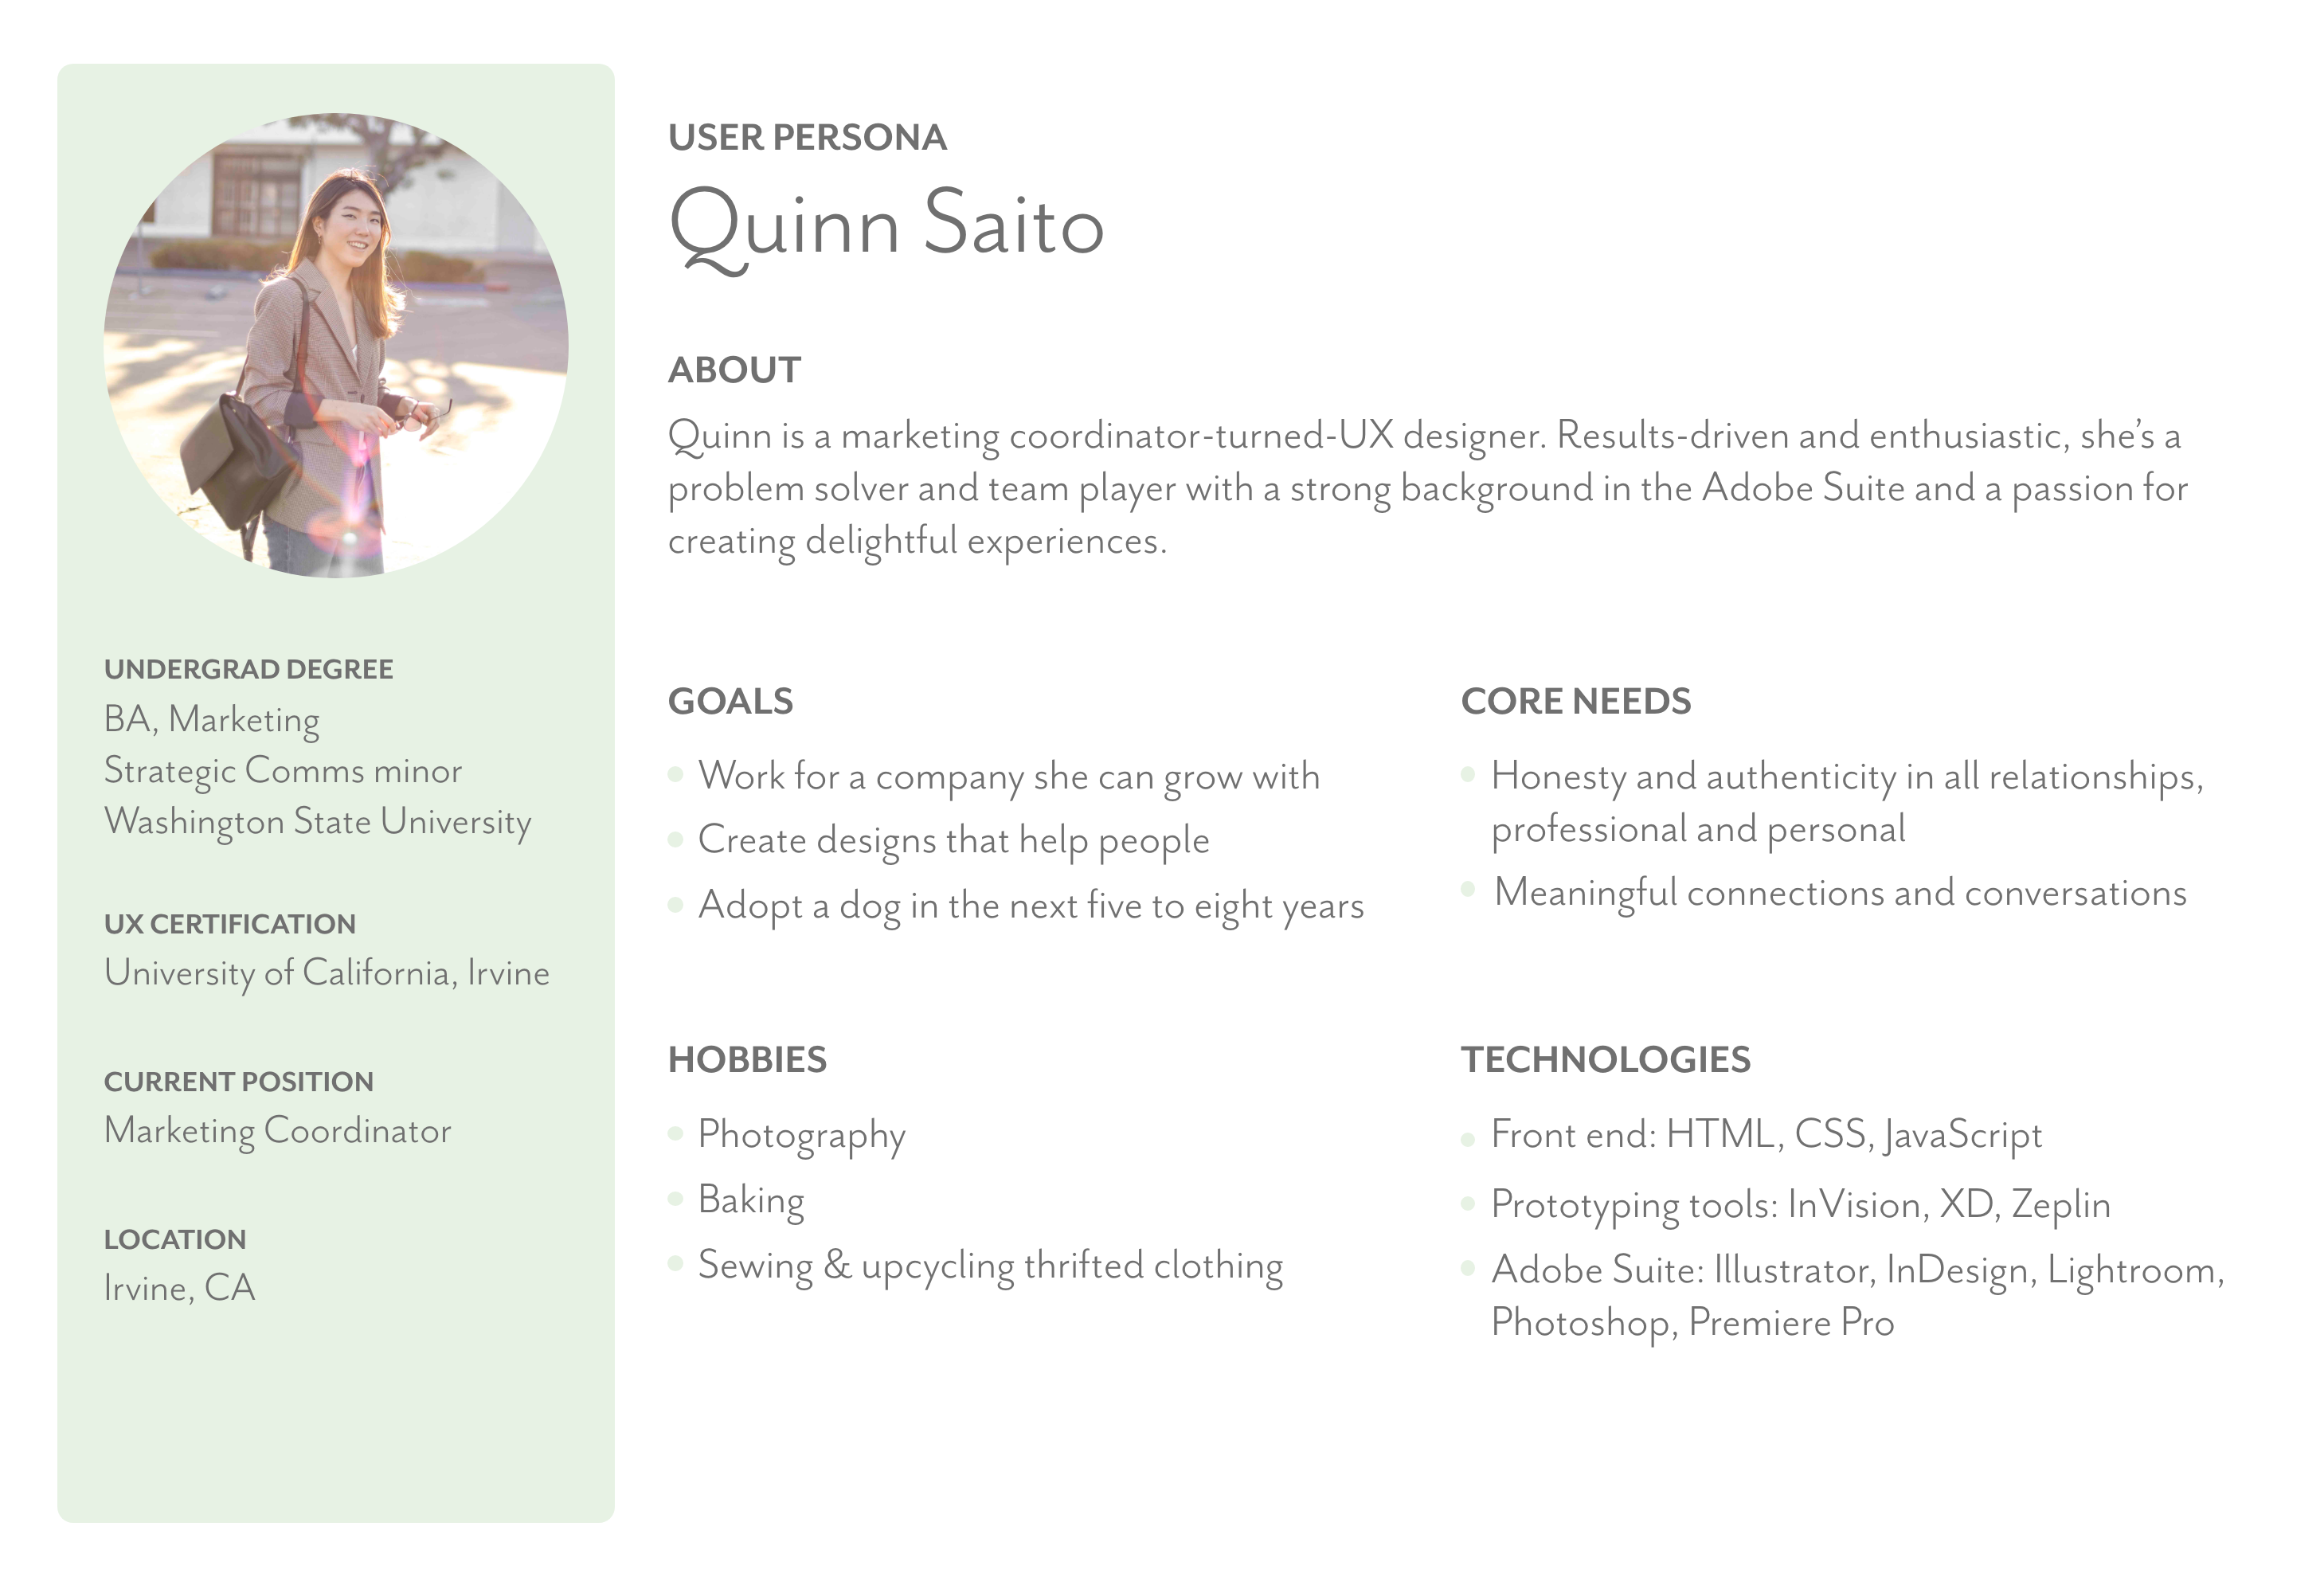 USER PERSONA
Quinn Saito
ABOUT
Quinn is a marketing coordinator-turned-UX designer. Results-driven and enthusiastic, she’s a
problem solver and team player with a strong background in the Adobe Suite and a passion for
creating delightful experiences.
UNDERGRAD DEGREE
BA, Marketing
Strategic Comms minor
Washington State University
UX CERTIFICATION
University of California, Irvine
CURRENT POSITION
Marketing Coordinator
LOCATION
Irvine, CA
GOALS
Work for a company she can grow with
Create designs that help people
Adopt a dog in the next five to eight years
CORE NEEDS
Honesty and authenticity in all relationships,
professional and personal
Meaningful connections and conversations
HOBBIES
Photography
Baking
Sewing & upcycling thrifted clothing
TECHNOLOGIES
Front end: HTML, CSS, JavaScript
Prototyping tools: InVision, XD, Zeplin
Adobe Suite: Illustrator, InDesign, Lightroom,
Photoshop, Premiere Pro